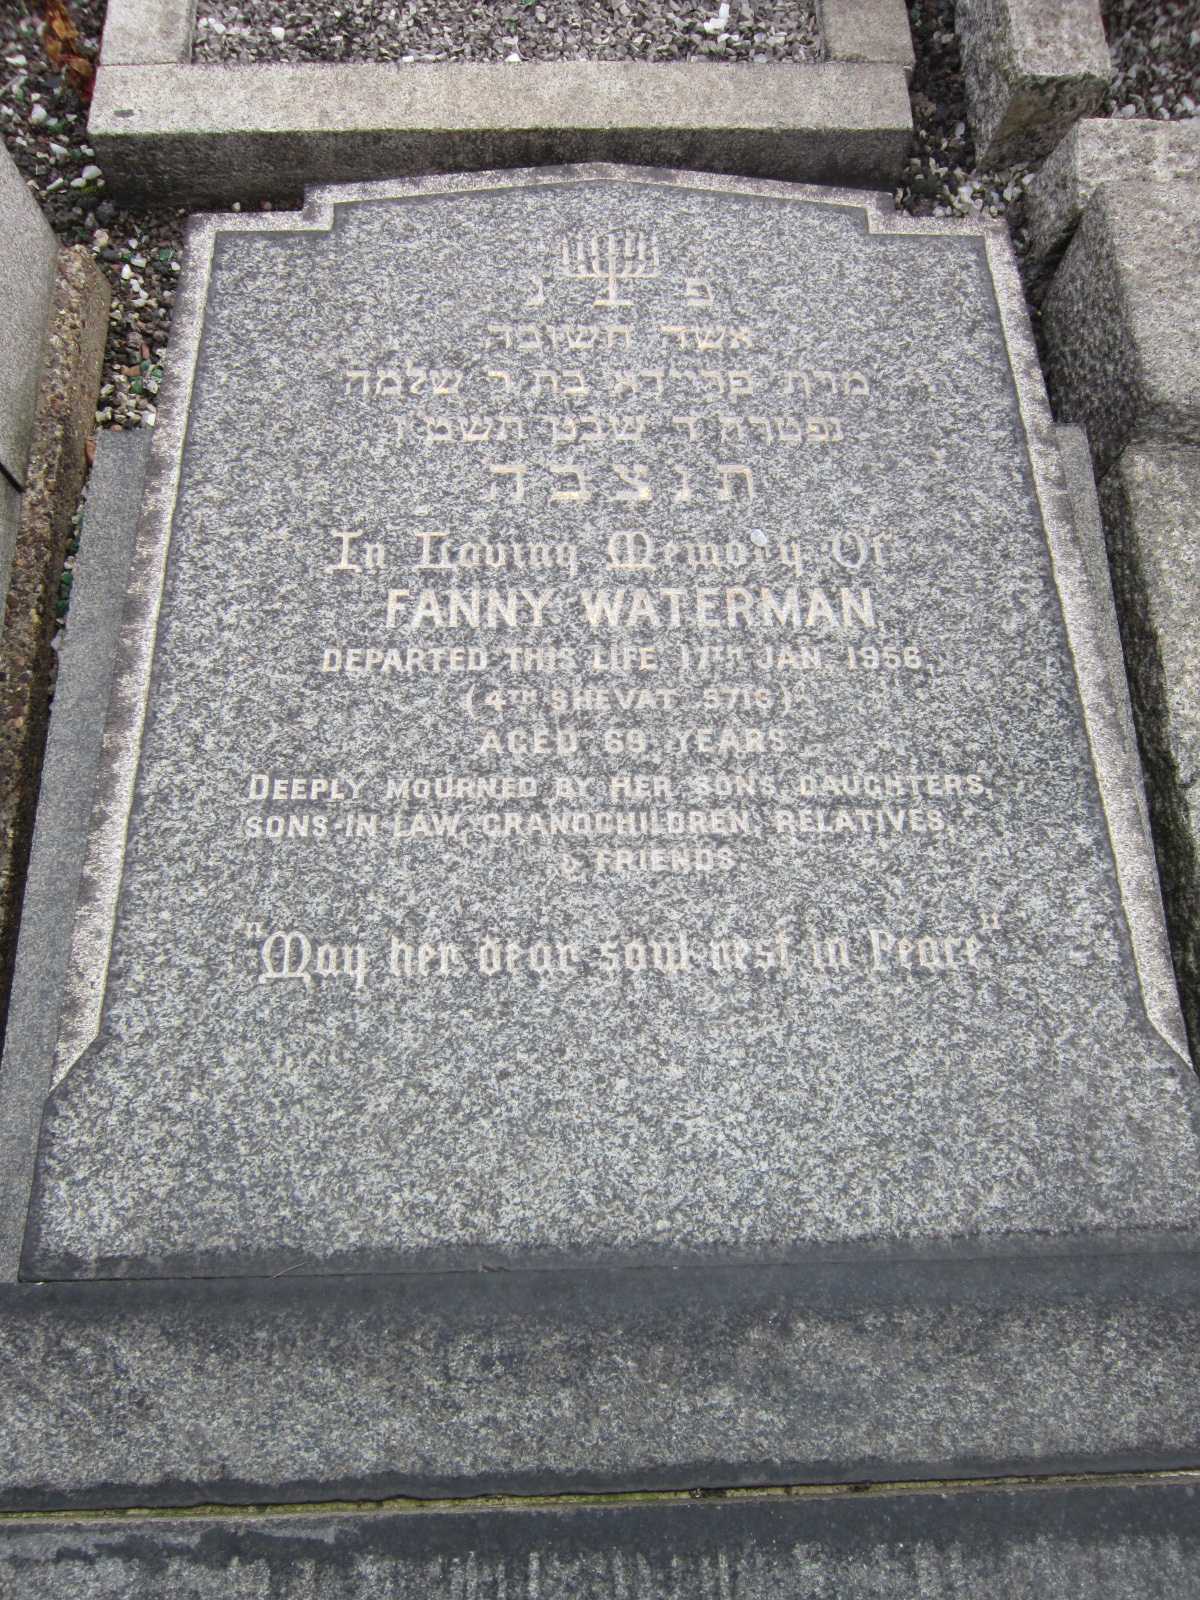 פ נ
אשה חשובה
מרת פריידא בת ר שלמה
נפטרה ד שבט תשט"ז
ת נ צ ב ה
In Loving Memory Of
FANNY WATERMAN
DEPARTED THIS LIFE 17TH JAN. 1956,
(4TH SHEVAT 5716)
AGED 69 YEARS.
DEEPLY MOURNED BY HER SONS, DAUGHTERS,
SONS-IN LAW, GRANDCHILDREN, RELATIVES,
& FRIENDS.
"May her dear soul rest in Peace"